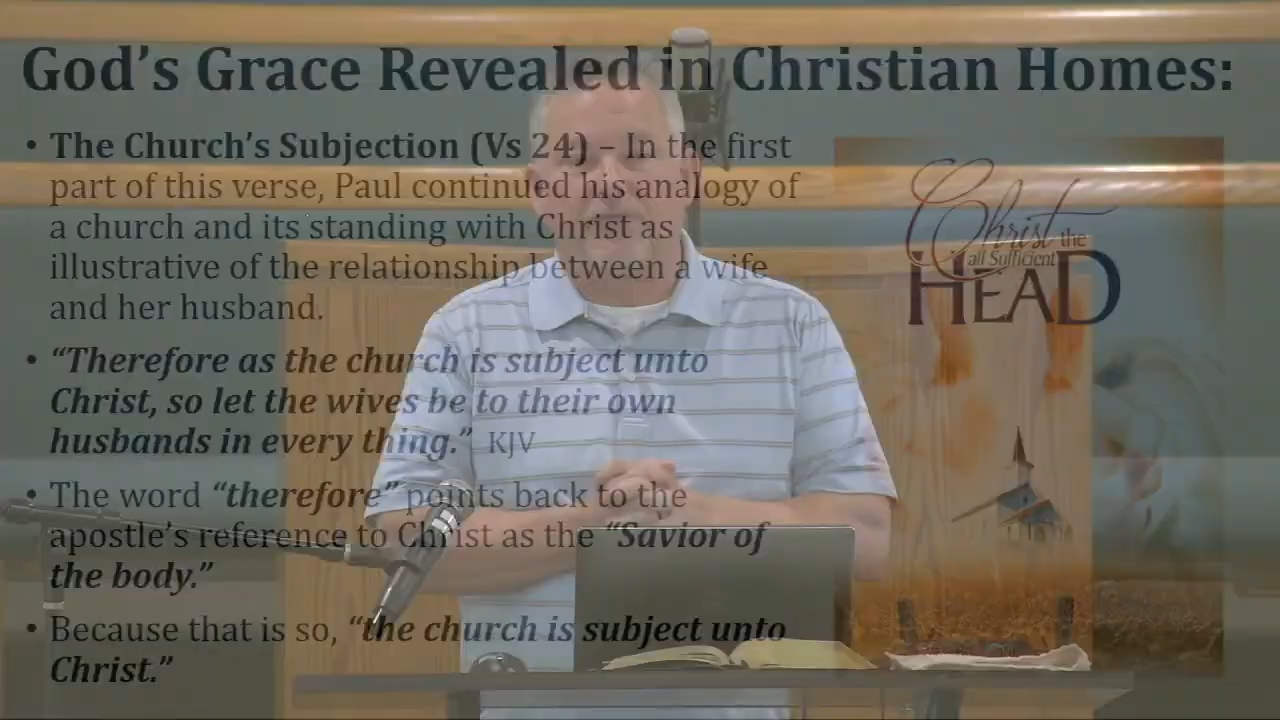 God's Grace Revealed in Christian Homes:
• The Church's Subjection (Vs 24) – In the first
part of this verse, Paul continued his analogy of
a church and its standing with Christ as
illustrative of the relationship between a wife
and her husband.
• “Therefore as the church is subject unto
Christ, so let the wives be to their own
husbands in every thing.” KJV
• The word “therefore” points back to the
apostle's reference to Christ as the “Savior of
the body.”
• Because that is so, “the church is subject unto
Christ.”
Christ the
all Sufficient
HEAD